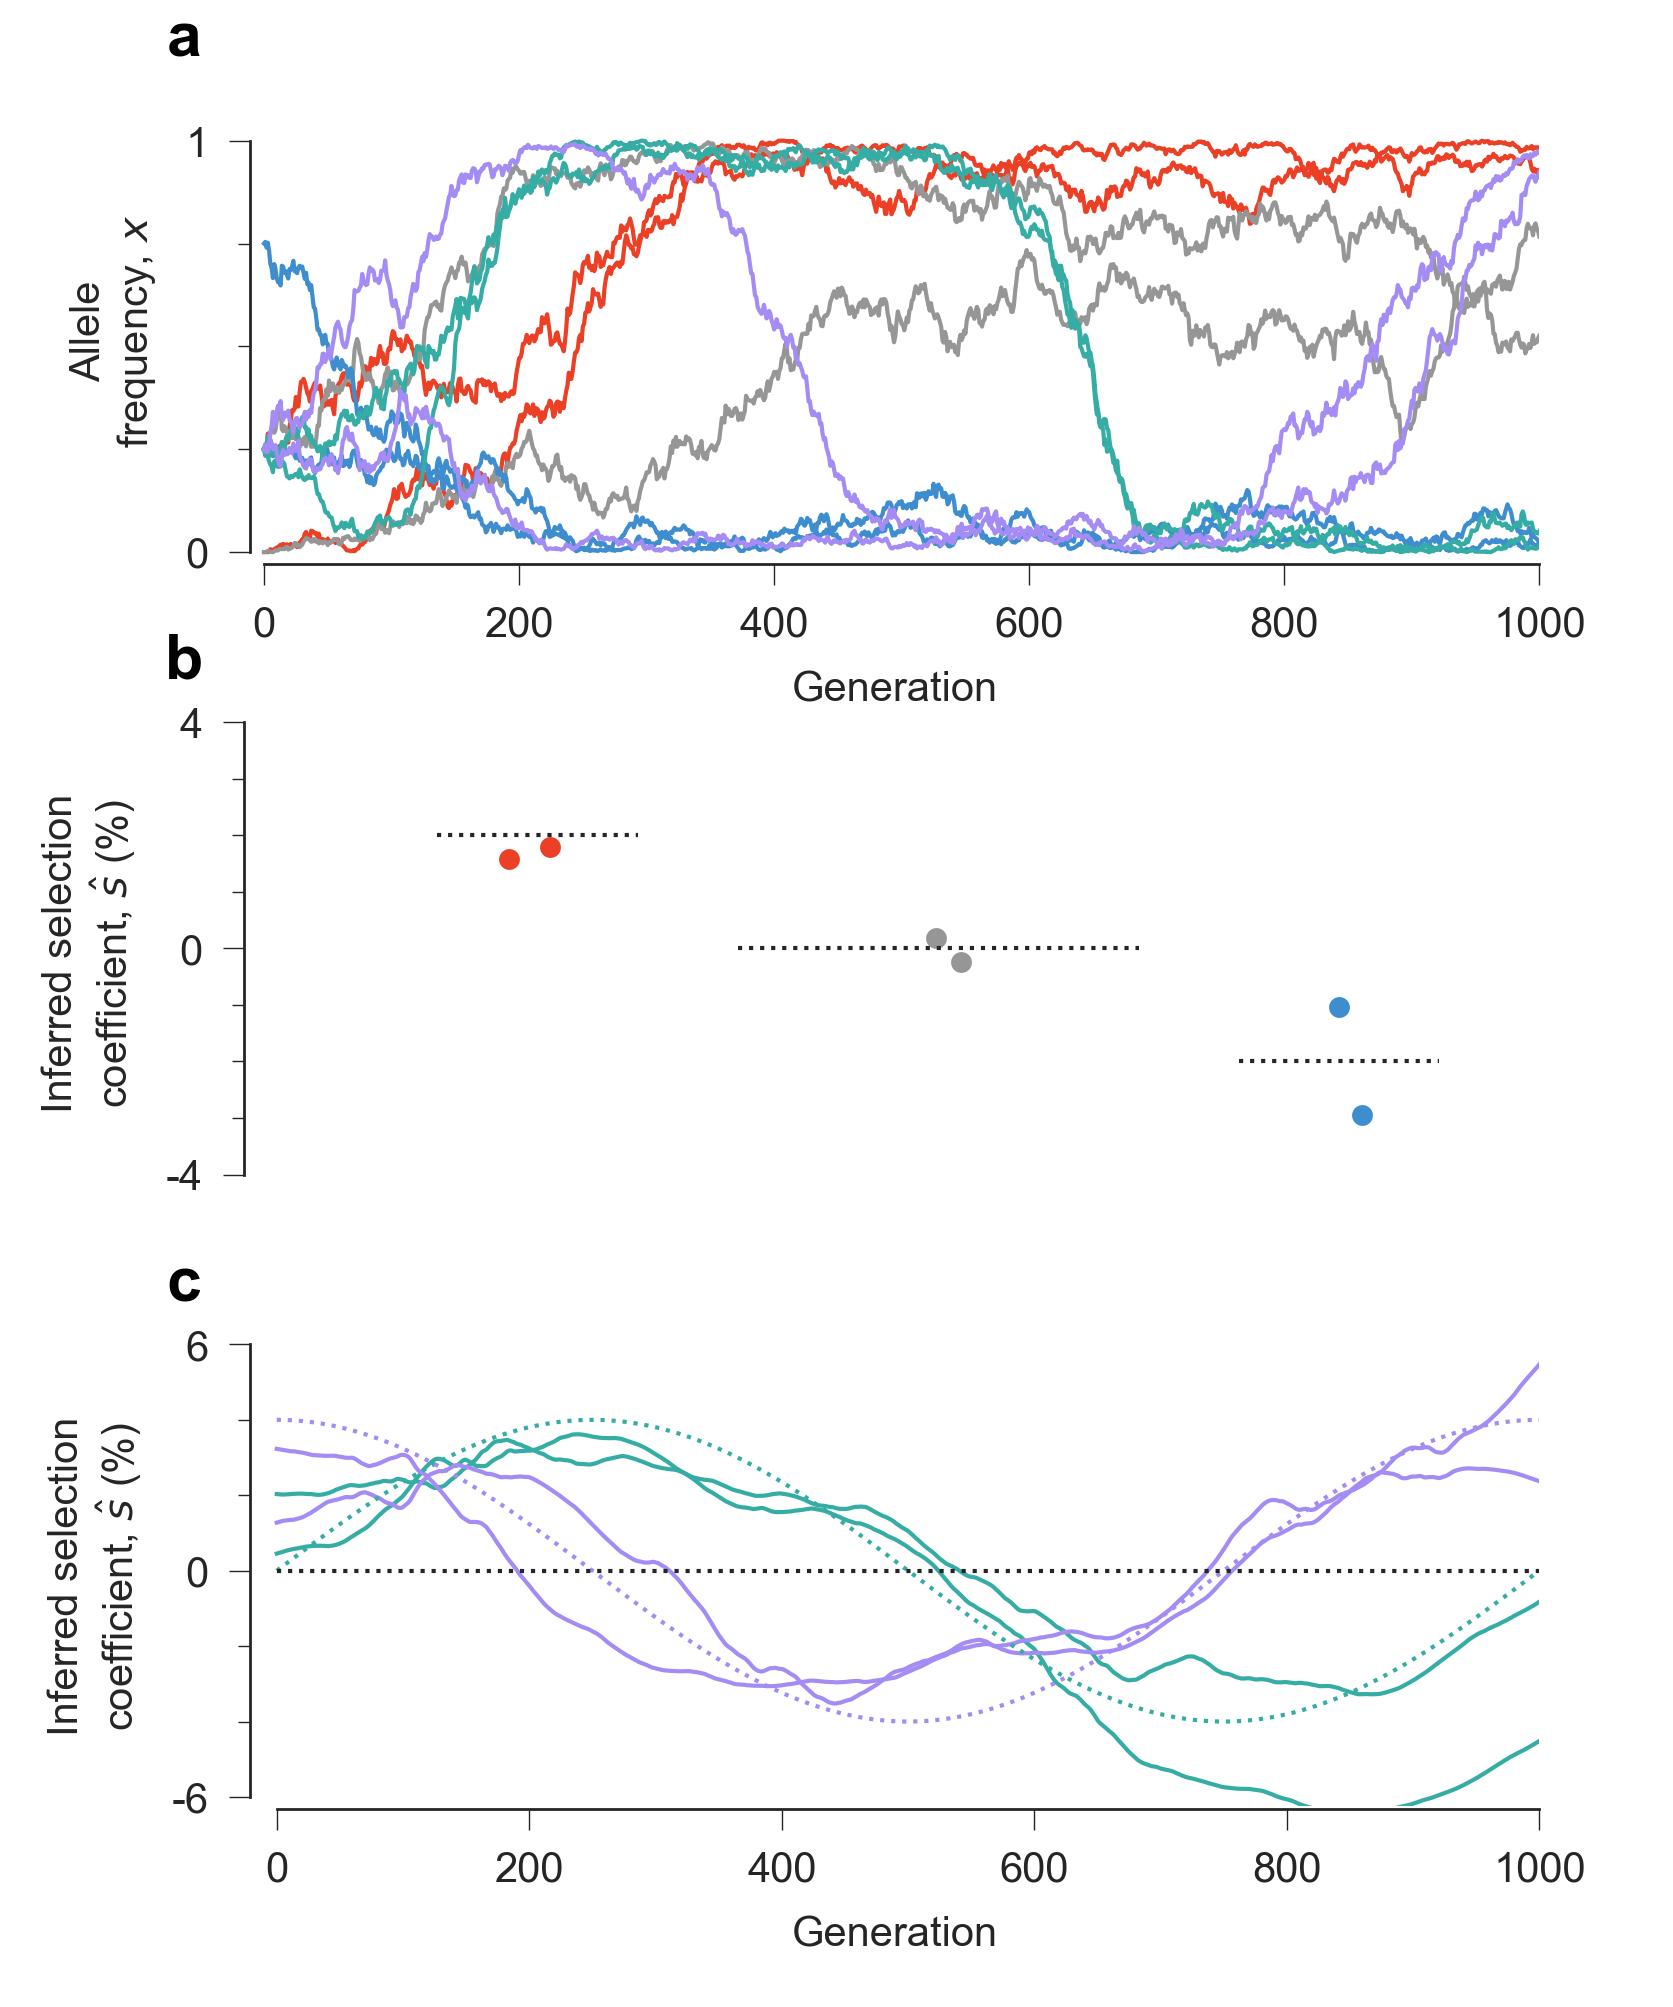 a
Allele
frequency, x
1
0
0 200 400 600 800 1000
Generation
b
Inferred selection
coefficient, ŝ (%)
4
0
-4
c
Inferred selection
coefficient, ŝ (%)
6
0
-6
0 200 400 600 800 1000
Generation